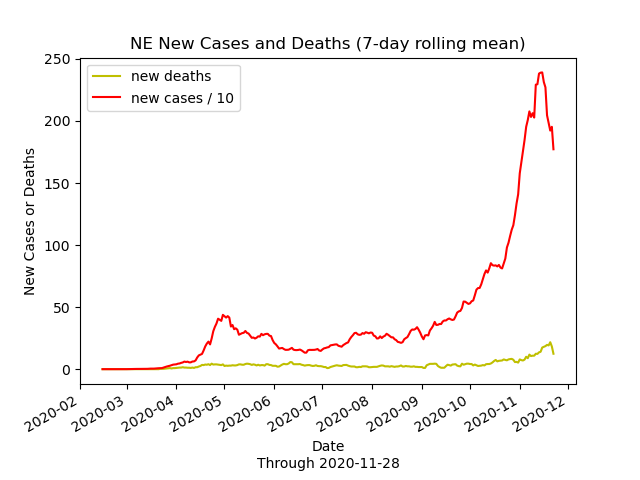 NE New Cases and Deaths (7-day rolling mean)
new deaths
new cases / 10
New Cases or Deaths
250
200
150
100
50
0
2020-02
2020-03
2020-04
2020-05
2020-06
2020-07
2020-08
2020-09
2020-10
2020-11
2020-12
Date
Through 2020-11-28